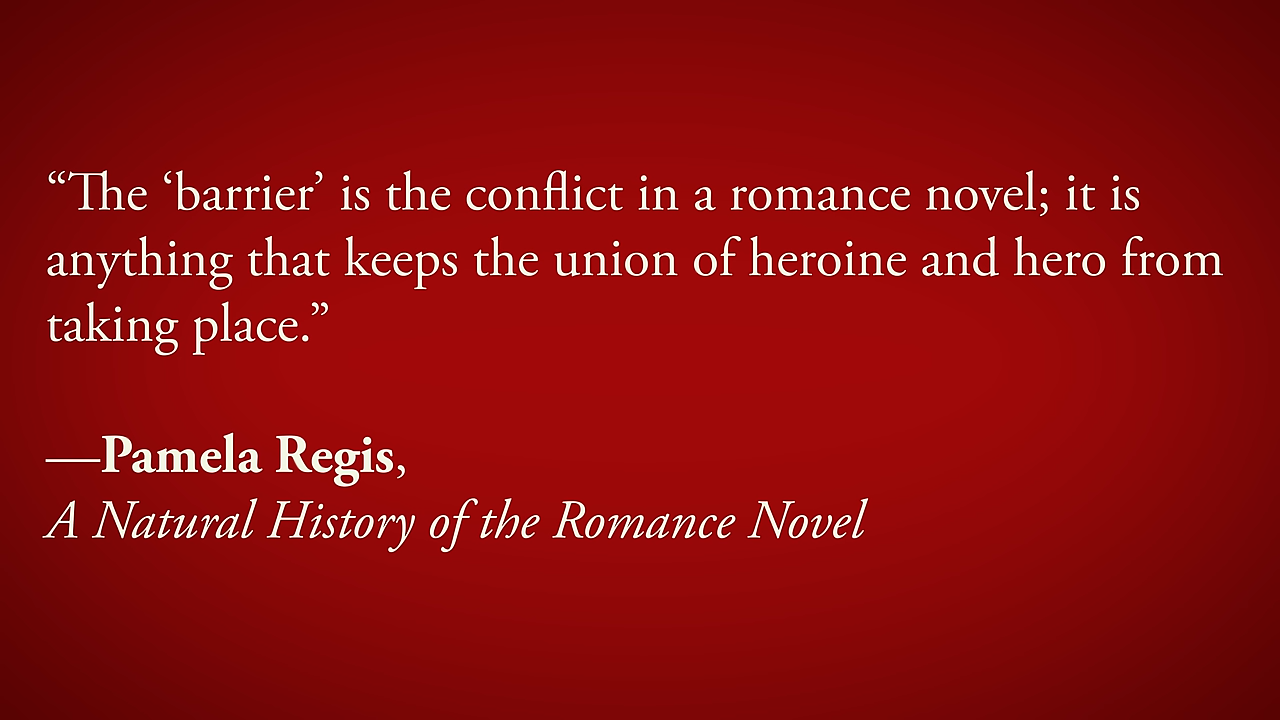 “The ‘barrier’ is the conflict in a romance novel; it is
anything that keeps the union of heroine and hero from
taking place.”
—Pamela Regis,
A Natural History of the Romance Novel